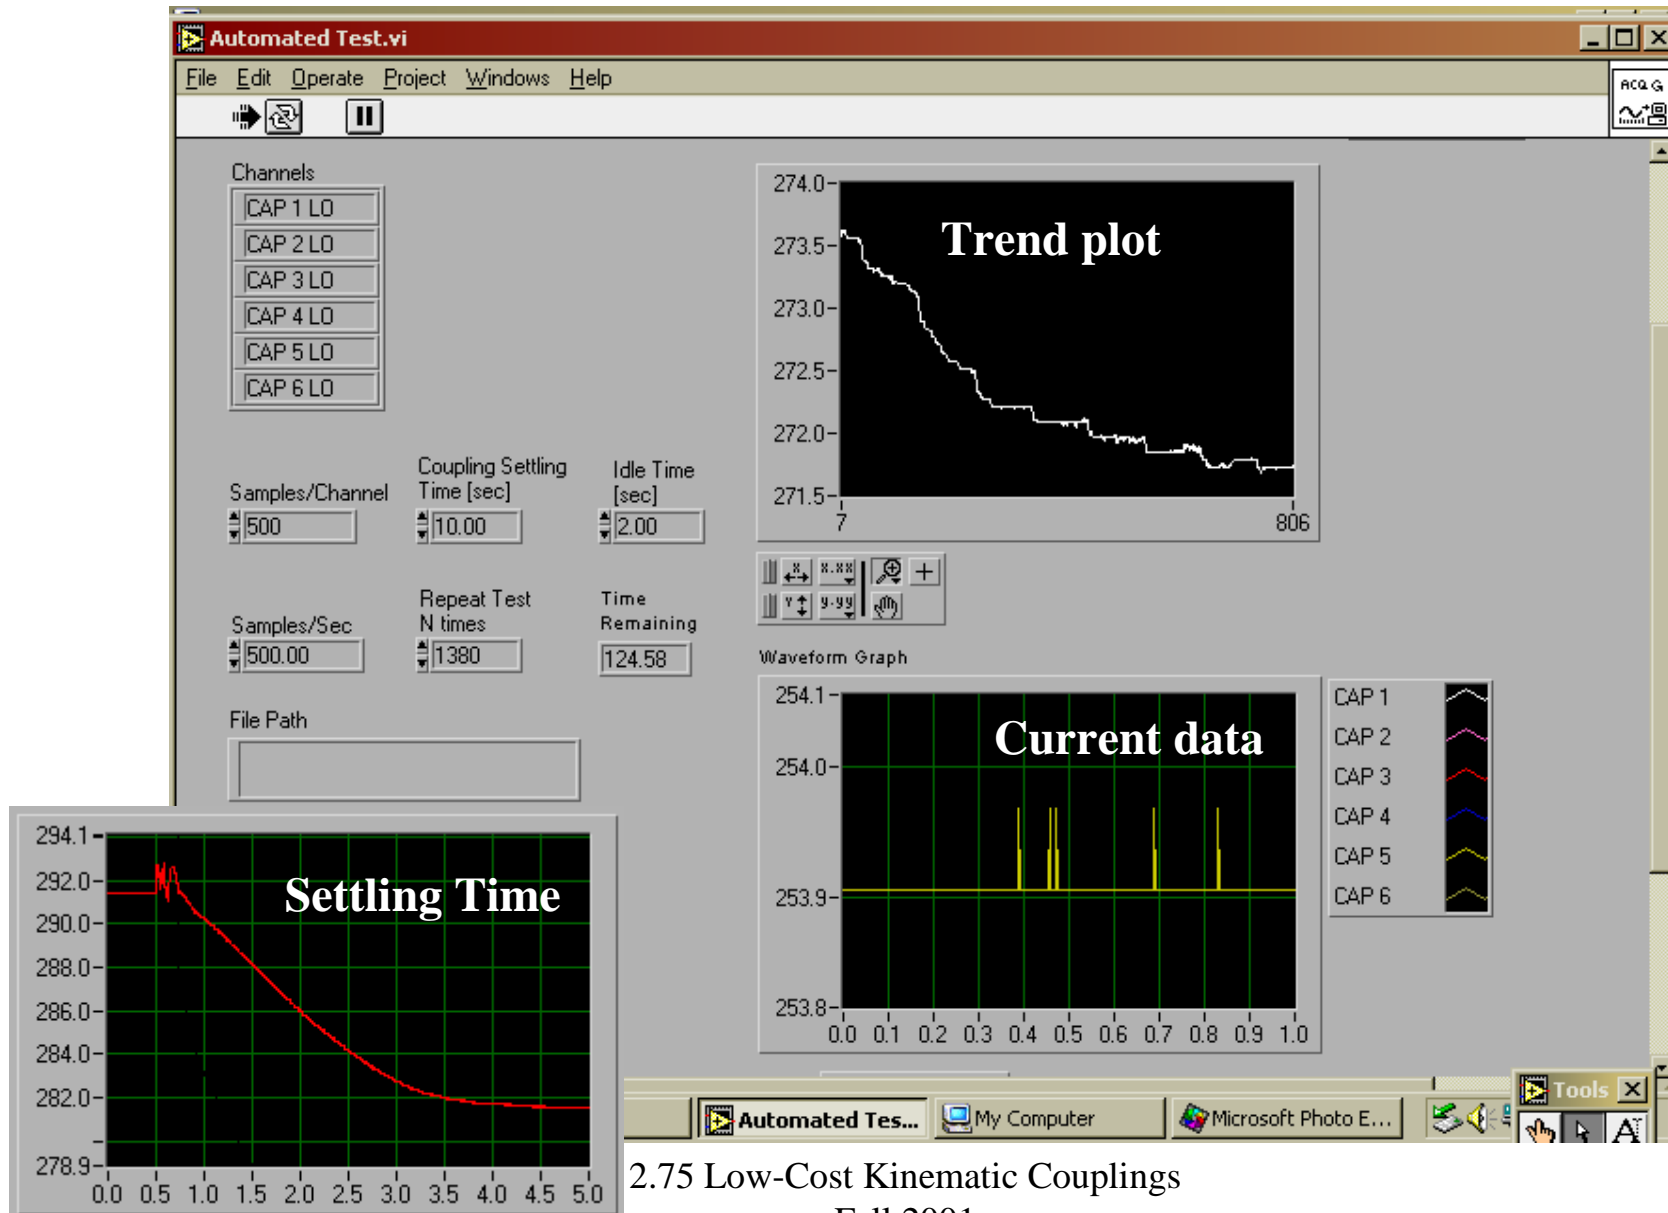 Automated Test.vi
File Edit Operate Project Windows Help
ACQ G
Channels
CAP 1 LO
CAP 2 LO
CAP 3 LO
CAP 4 LO
CAP 5 LO
CAP 6 LO
Samples/Channel
500
Coupling Settling
Time [sec]
10.00
Idle Time
[sec]
2.00
Samples/Sec
500.00
Repeat Test
N times
1380
Time
Remaining
124.58
File Path
Trend plot
274.0
273.5
273.0
272.5
272.0
271.5
7
806
X
X.XX
Y
y.yy
Waveform Graph
Current data
254.1
254.0
253.9
253.8
0.0 0.1 0.2 0.3 0.4 0.5 0.6 0.7 0.8 0.9 1.0
CAP 1
CAP 2
CAP 3
CAP 4
CAP 5
CAP 6
Settling Time
294.1
292.0
290.0
288.0
286.0
284.0
282.0
278.9
0.0 0.5 1.0 1.5 2.0 2.5 3.0 3.5 4.0 4.5 5.0
Automated Tes...
My Computer
Microsoft Photo E...
Tools
A
2.75 Low-Cost Kinematic Couplings
Fall 2001